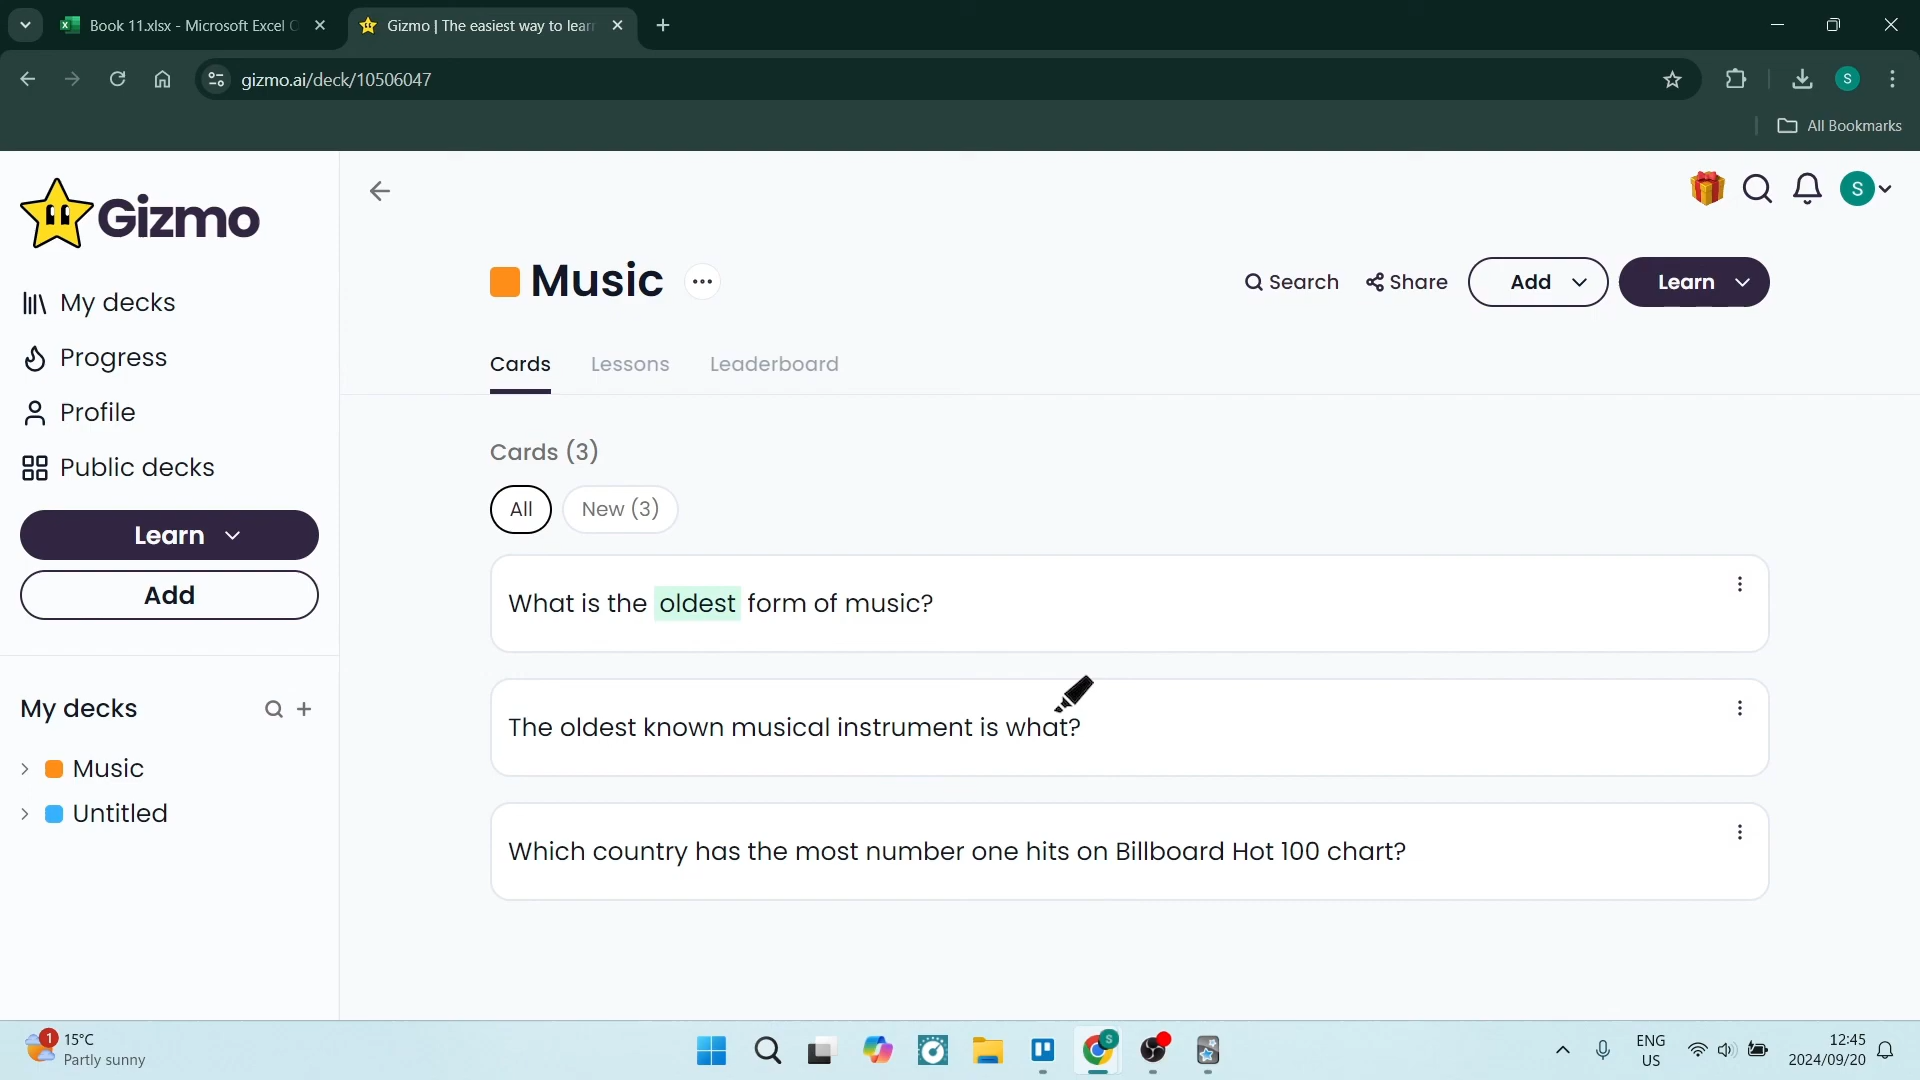 Book 11.xlsx - Microsoft Excel O
Gizmo | The easiest way to lear
gizmo.ai/deck/10506047
S
All Bookmarks
Gizmo
S
My decks
Progress
Profile
Public decks
Learn
Add
My decks
Music
Untitled
Music
Search
Share
Add
Learn
Cards
Lessons
Leaderboard
Cards (3)
All
New (3)
What is the oldest form of music?
The oldest known musical instrument is what?
Which country has the most number one hits on Billboard Hot 100 chart?
1
15°C
Partly sunny
S
ENG
US
12:45
2024/09/20